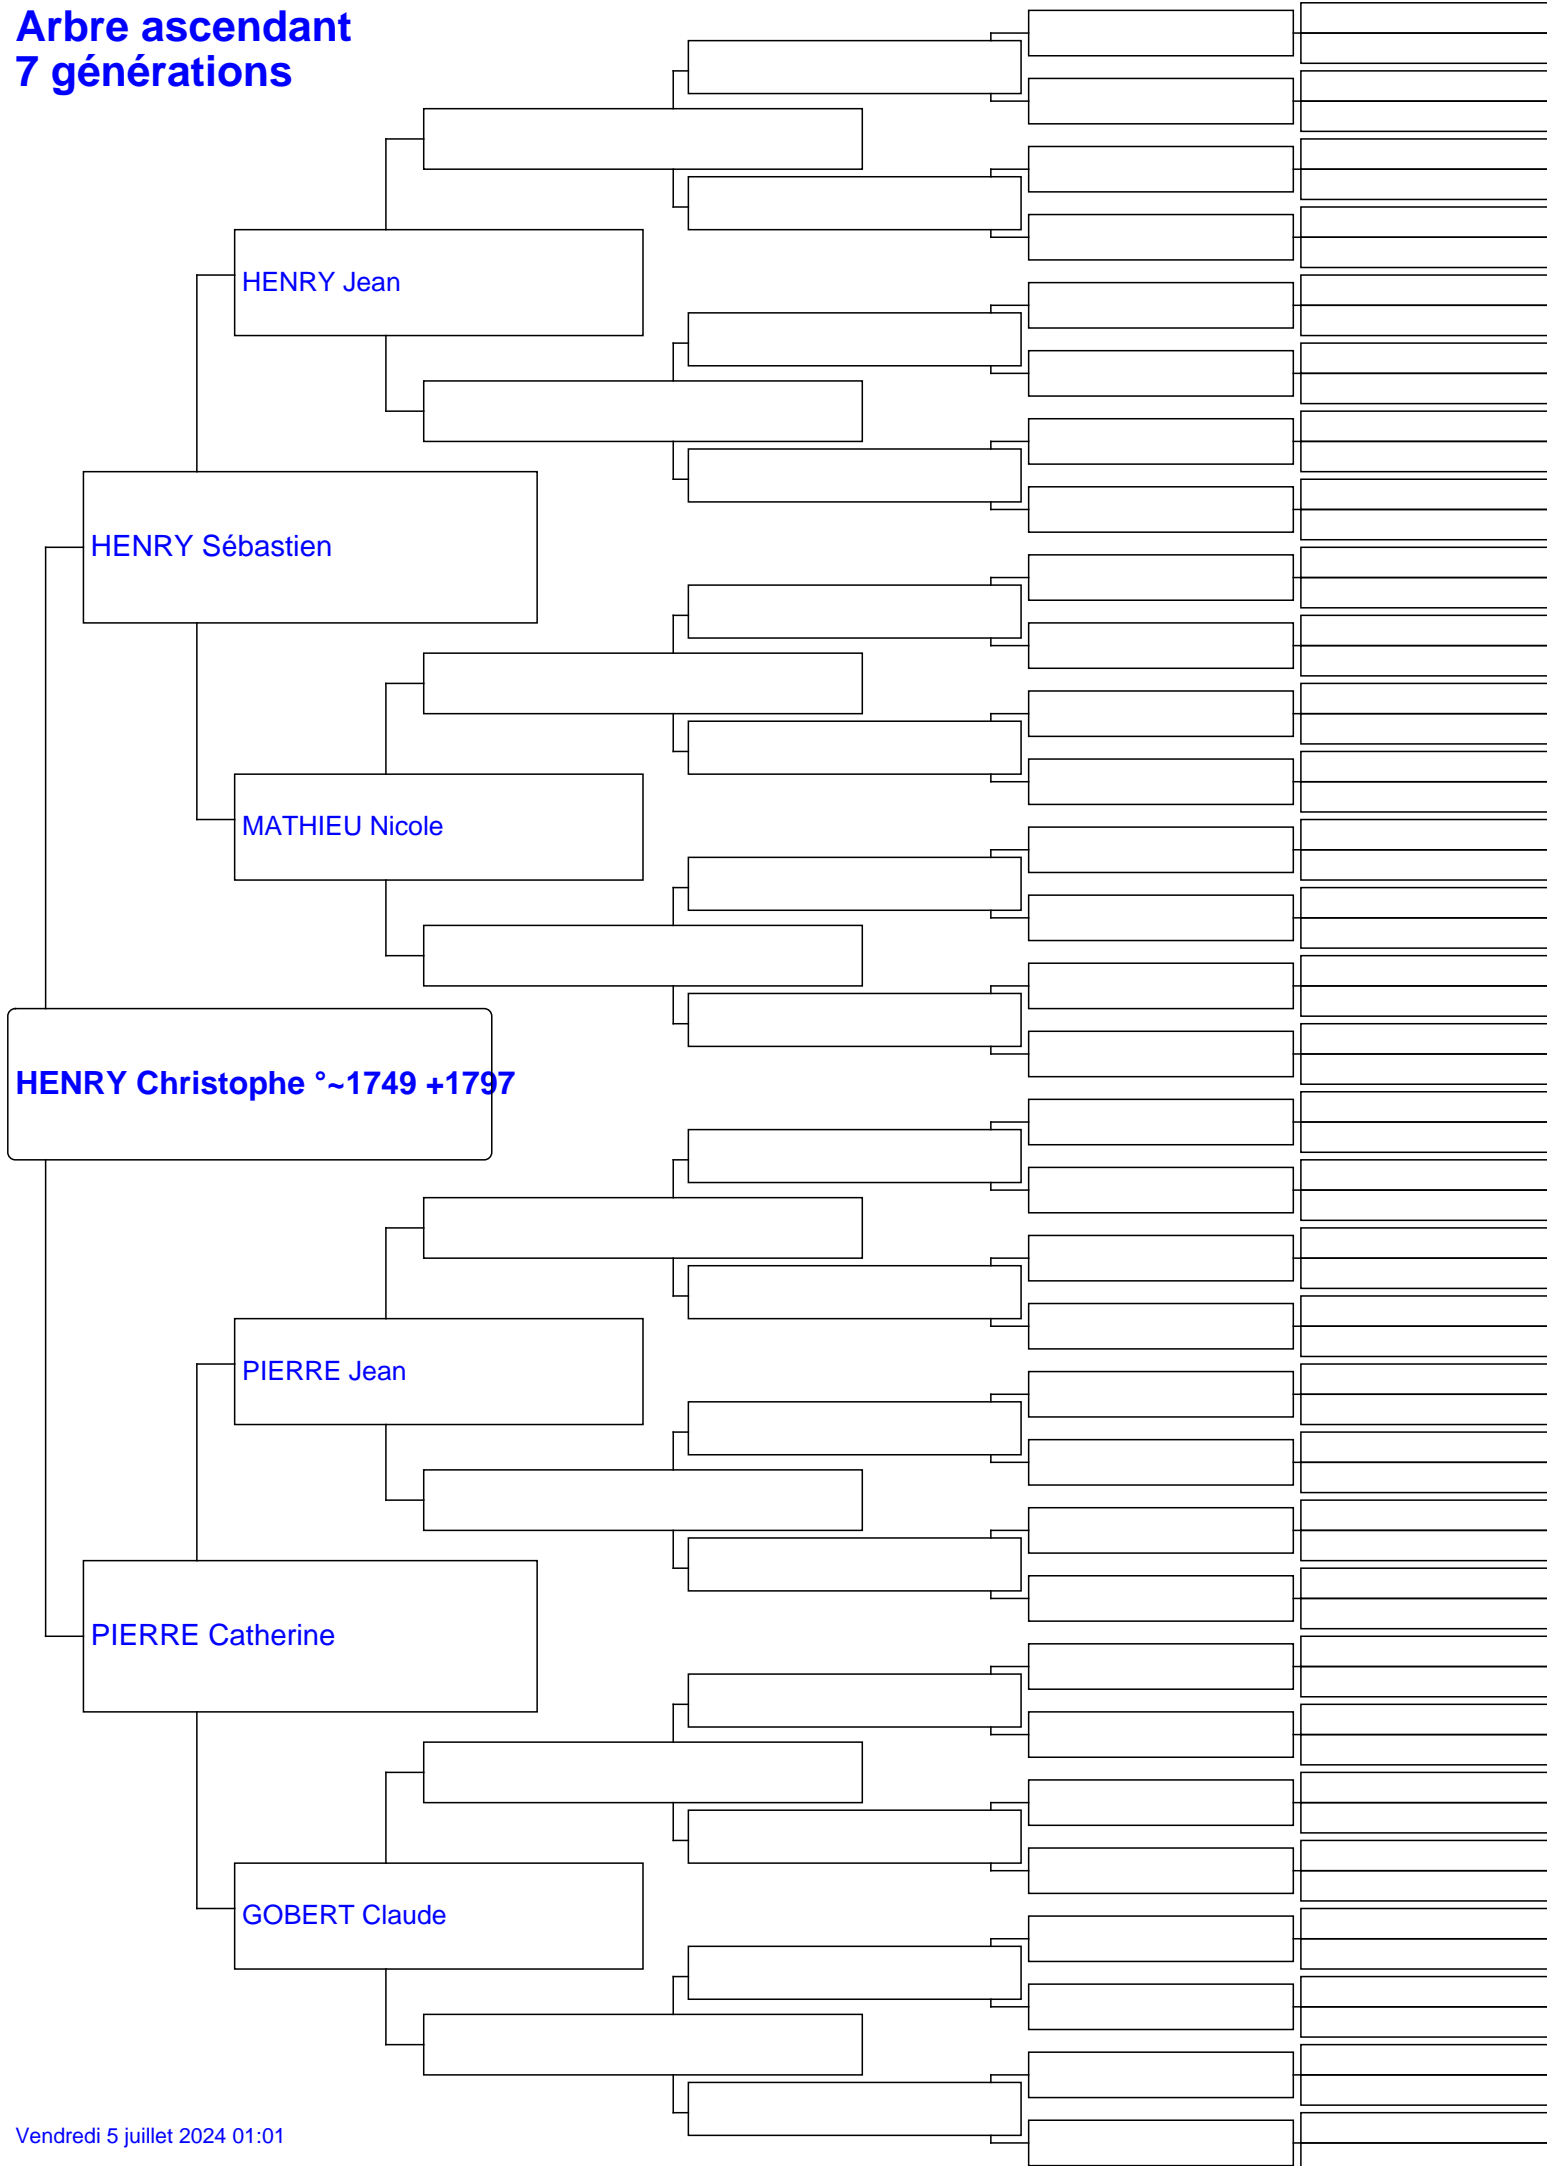 Arbre ascendant
7 générations
HENRY Jean
HENRY Sébastien
MATHIEU Nicole
HENRY Christophe °~1749 +1797
PIERRE Jean
PIERRE Catherine
GOBERT Claude
Vendredi 5 juillet 2024 01:01